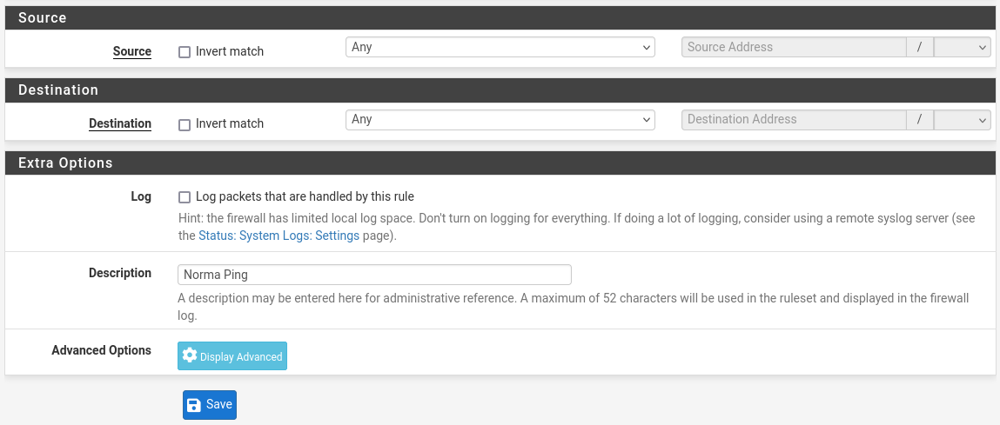 Source
Source Invert match Any Source Address /
Destination
Destination Invert match Any Destination Address /
Extra Options
Log Log packets that are handled by this rule
Hint: the firewall has limited local log space. Don't turn on logging for everything. If doing a lot of logging, consider using a remote syslog server (see
the Status: System Logs: Settings page).
Description Norma Ping
A description may be entered here for administrative reference. A maximum of 52 characters will be used in the ruleset and displayed in the firewall
log.
Advanced Options Display Advanced
Save